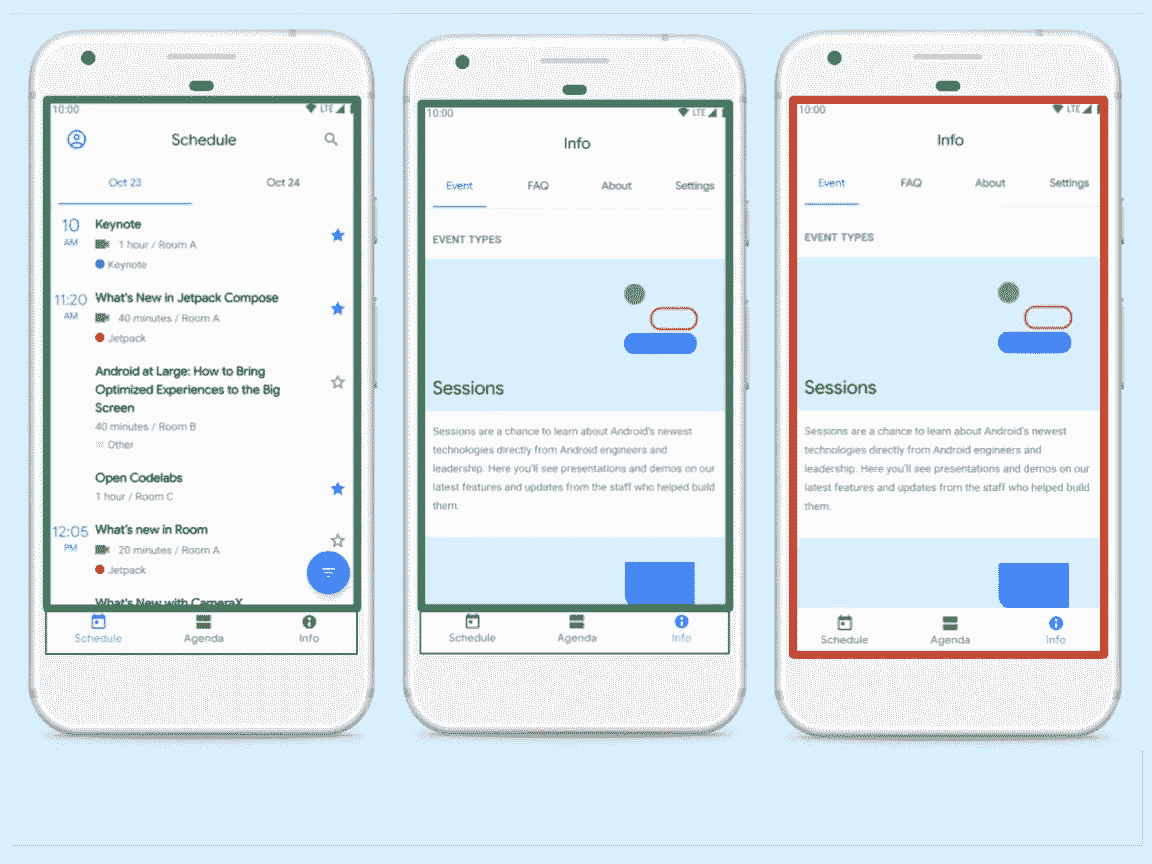 10:00
LTE
Schedule
Oct 23
Oct 24
10
AM
Keynote
1 hour / Room A
Keynote
11:20
AM
What's New in Jetpack Compose
40 minutes / Room A
Jetpack
Android at Large: How to Bring
Optimized Experiences to the Big
Screen
40 minutes / Room B
Other
Open Codelabs
1 hour / Room C
12:05
PM
What's new in Room
20 minutes / Room A
Jetpack
What's New with CameraX
Schedule
Agenda
Info
10:00
LTE
Info
Event
FAQ
About
Settings
EVENT TYPES
Sessions
Sessions are a chance to learn about Android's newest
technologies directly from Android engineers and
leadership. Here you'll see presentations and demos on our
latest features and updates from the staff who helped build
them.
Schedule
Agenda
Info
10:00
LTE
Info
Event
FAQ
About
Settings
EVENT TYPES
Sessions
Sessions are a chance to learn about Android's newest
technologies directly from Android engineers and
leadership. Here you'll see presentations and demos on our
latest features and updates from the staff who helped build
them.
Schedule
Agenda
Info